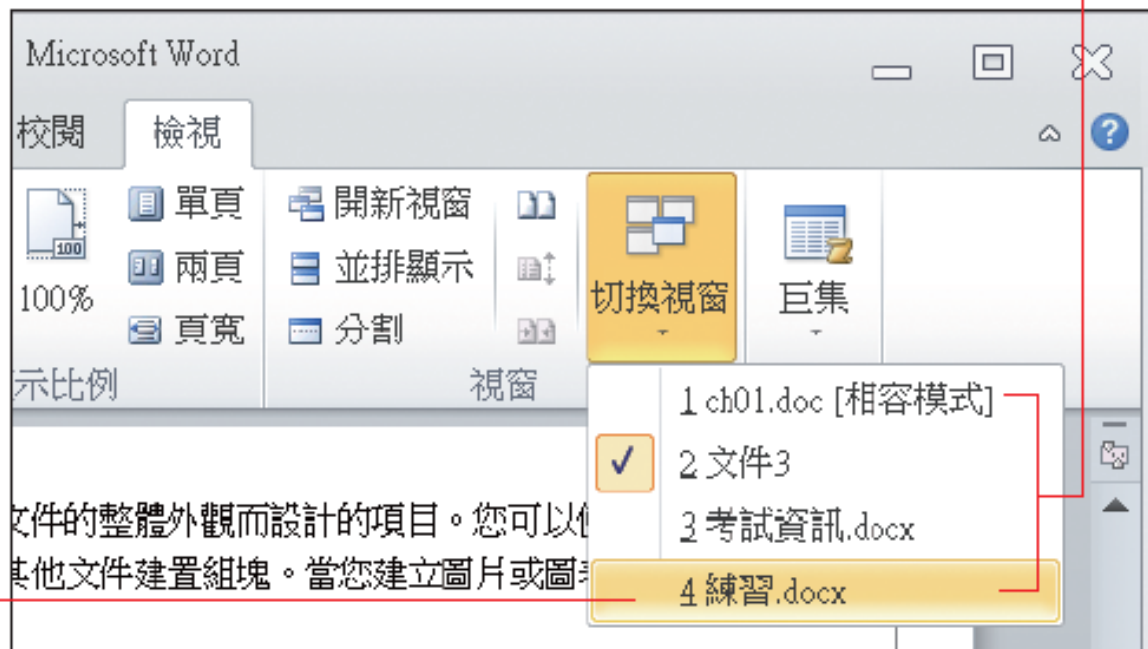 Microsoft Word
校閱 檢視
單頁 開新視窗
100
兩頁 並排顯示
100% 切換視窗 巨集
頁寬 分割
示比例 視窗
1 ch01.doc [相容模式]
2 文件3
文件的整體外觀而設計的項目。您可以
3 考試資訊.docx
其他文件建置組塊。當您建立圖片或圖
4 練習.docx